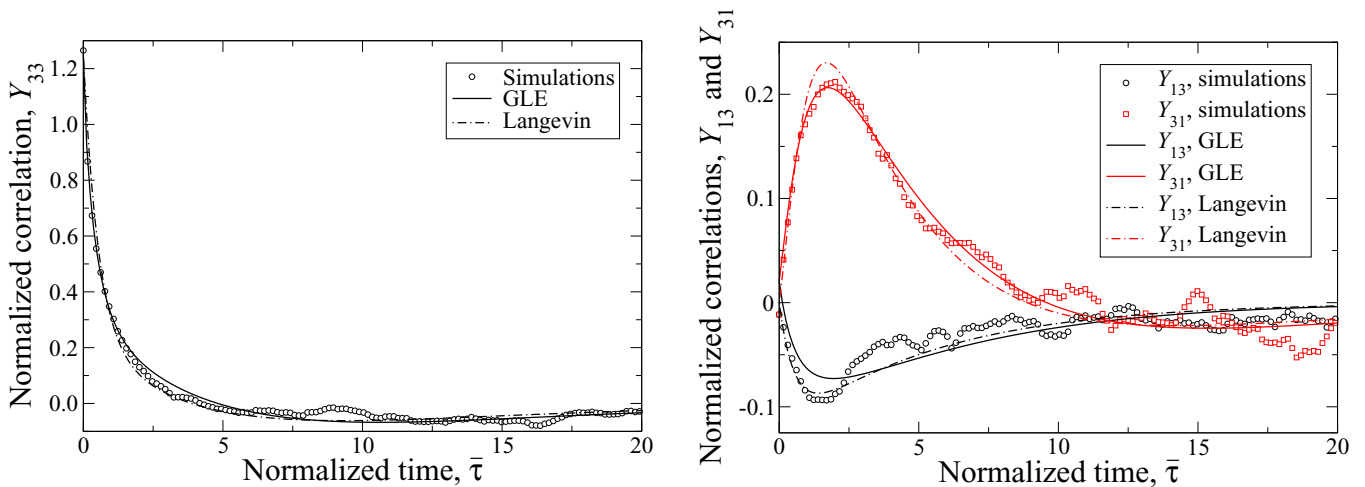 Normalized correlation, Y33
1.2
1.0
0.8
0.6
0.4
0.2
0.0
0
5
10
15
20
Normalized time, τ̄
Simulations
GLE
Langevin
Normalized correlations, Y13 and Y31
0.2
0.1
0
-0.1
0
5
10
15
20
Normalized time, τ̄
Y13, simulations
Y31, simulations
Y13, GLE
Y31, GLE
Y13, Langevin
Y31, Langevin